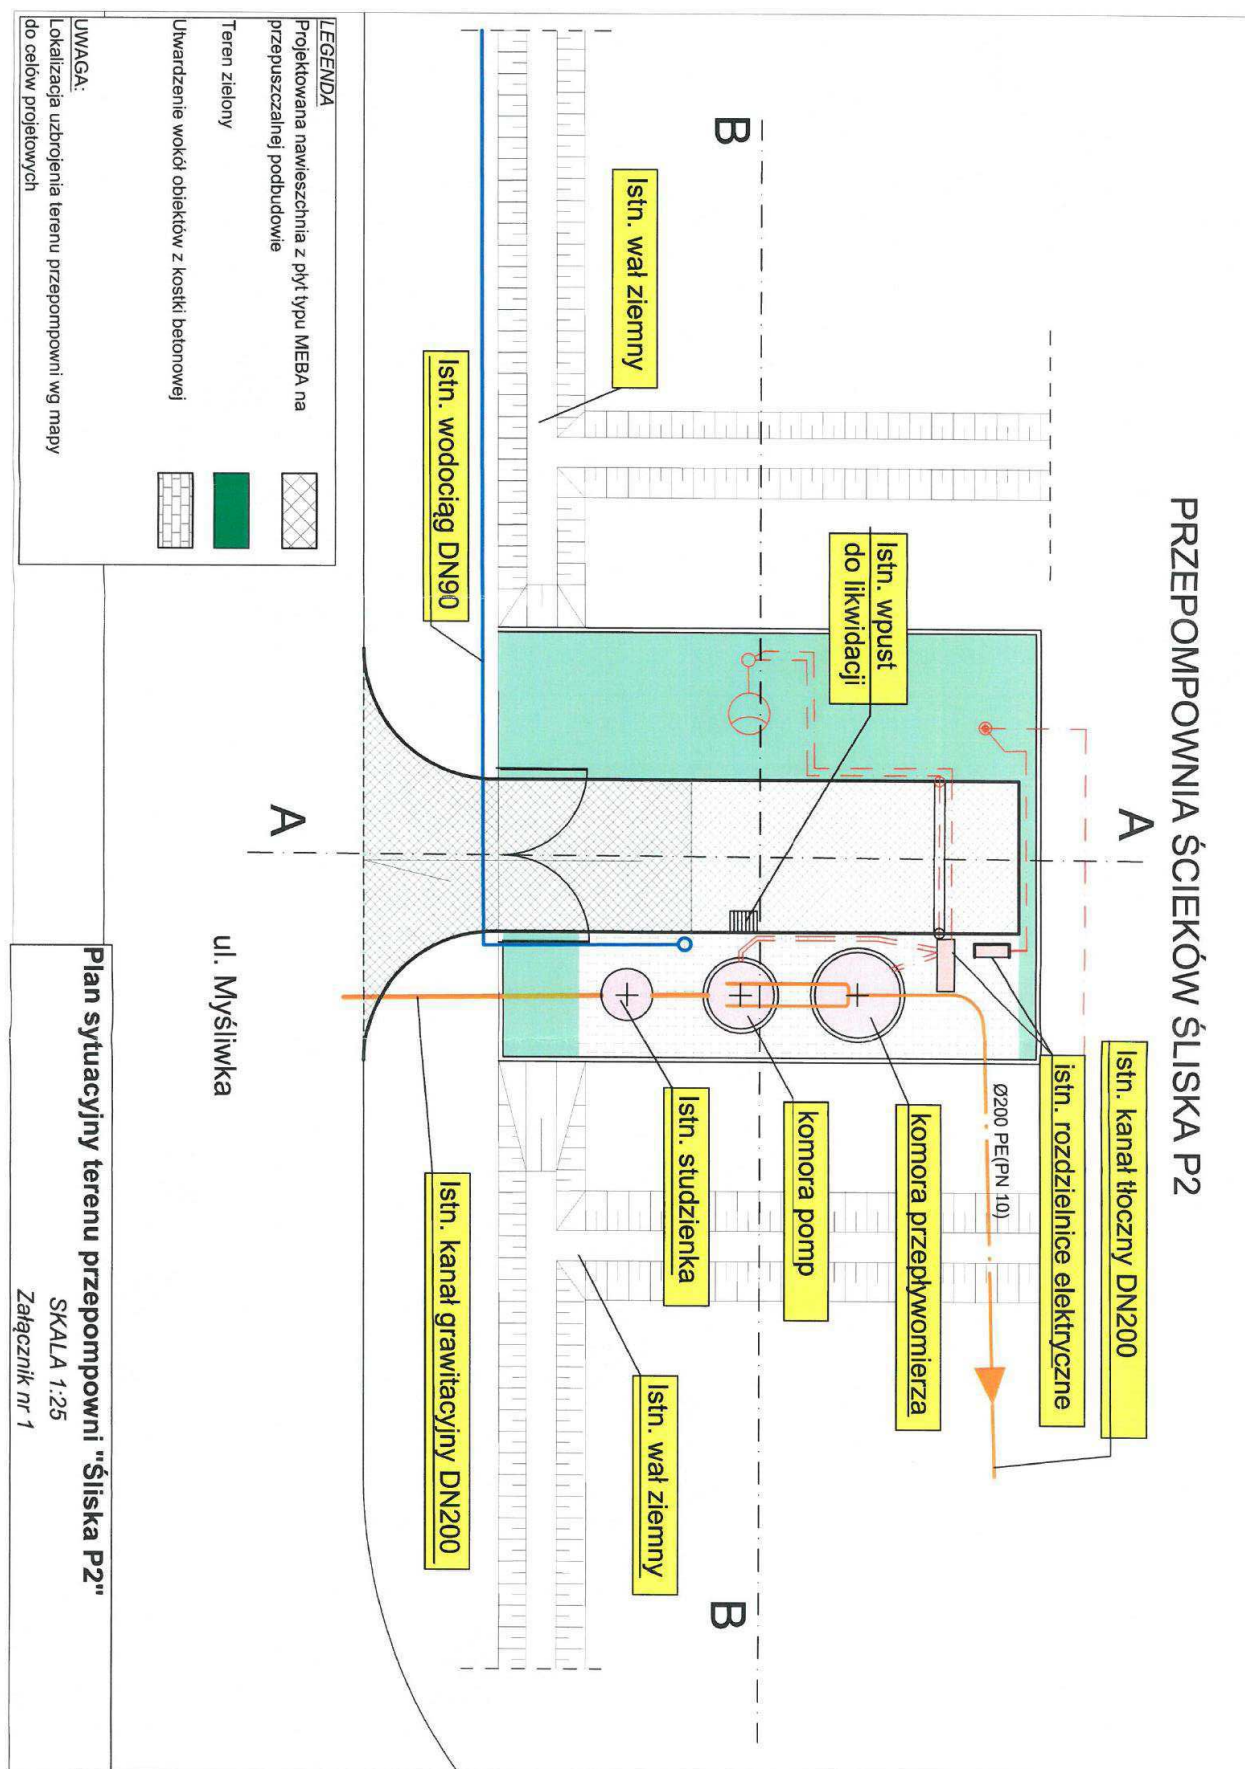 PRZEPOMPOWNIA ŚCIEKÓW ŚLISKA P2
A
Istn. kanał tłoczny DN200
istn. rozdzielnice elektryczne
Ø200 PE(PN 10)
komora przepływomierza
Istn. wpust
do likwidacji
komora pomp
B
B
Istn. studzienka
Istn. wał ziemny
Istn. wał ziemny
Istn. wodociąg DN90
Istn. kanał grawitacyjny DN200
A
ul. Myśliwka
LEGENDA
Projektowana nawieszchnia z płyt typu MEBA na
przepuszczalnej podbudowie
Teren zielony
Utwardzenie wokół obiektów z kostki betonowej
UWAGA:
Lokalizacja uzbrojenia terenu przepompowni wg mapy
do celów projetowych
Plan sytuacyjny terenu przepompowni "Śliska P2"
SKALA 1:25
Załącznik nr 1